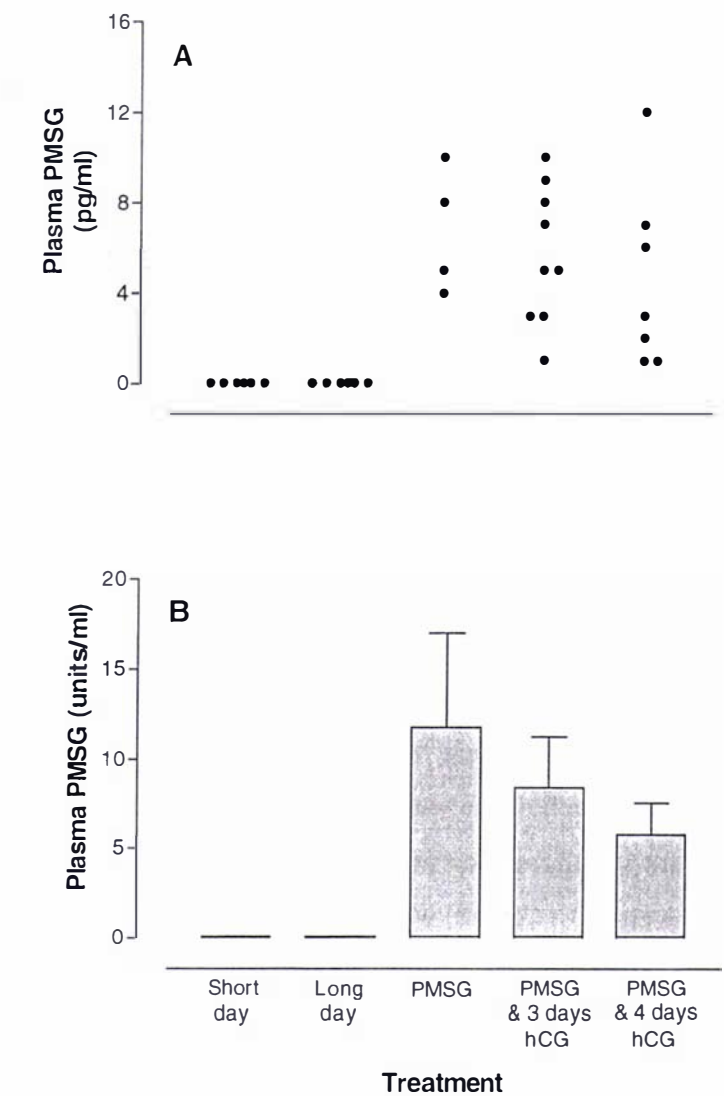 A
Plasma PMSG
(pg/ml)
16
12
8
4
0
B
Plasma PMSG (units/ml)
20
15
10
5
0
Short
day
Long
day
PMSG
PMSG
& 3 days
hCG
PMSG
& 4 days
hCG
Treatment